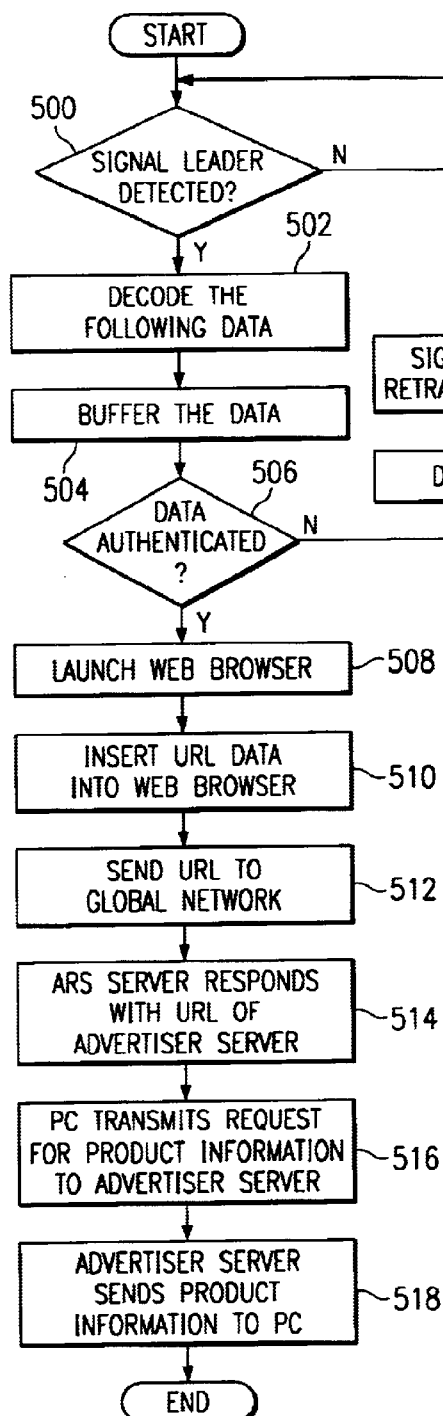 START
500
SIGNAL LEADER
DETECTED?
N
Y
502
DECODE THE
FOLLOWING DATA
BUFFER THE DATA
504
506
DATA
AUTHENTICATED
?
N
Y
SIG
RETRA
D
LAUNCH WEB BROWSER
508
INSERT URL DATA
INTO WEB BROWSER
510
SEND URL TO
GLOBAL NETWORK
512
ARS SERVER RESPONDS
WITH URL OF
ADVERTISER SERVER
514
PC TRANSMITS REQUEST
FOR PRODUCT INFORMATION
TO ADVERTISER SERVER
516
ADVERTISER SERVER
SENDS PRODUCT
INFORMATION TO PC
518
END